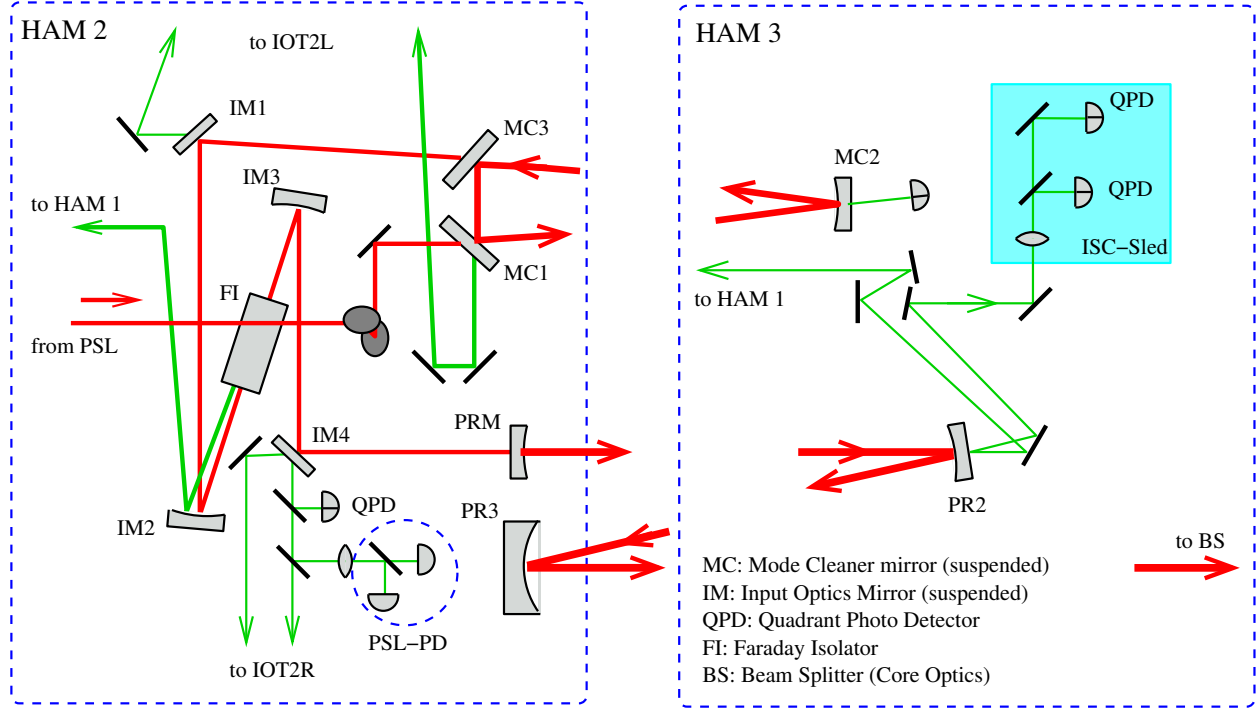 HAM 2
to IOT2L
IM1
MC3
IM3
to HAM 1
MC1
FI
from PSL
IM4
PRM
QPD
IM2
PR3
PSL-PD
to IOT2R
HAM 3
QPD
MC2
QPD
ISC-Sled
to HAM 1
PR2
to BS
MC: Mode Cleaner mirror (suspended)
IM: Input Optics Mirror (suspended)
QPD: Quadrant Photo Detector
FI: Faraday Isolator
BS: Beam Splitter (Core Optics)